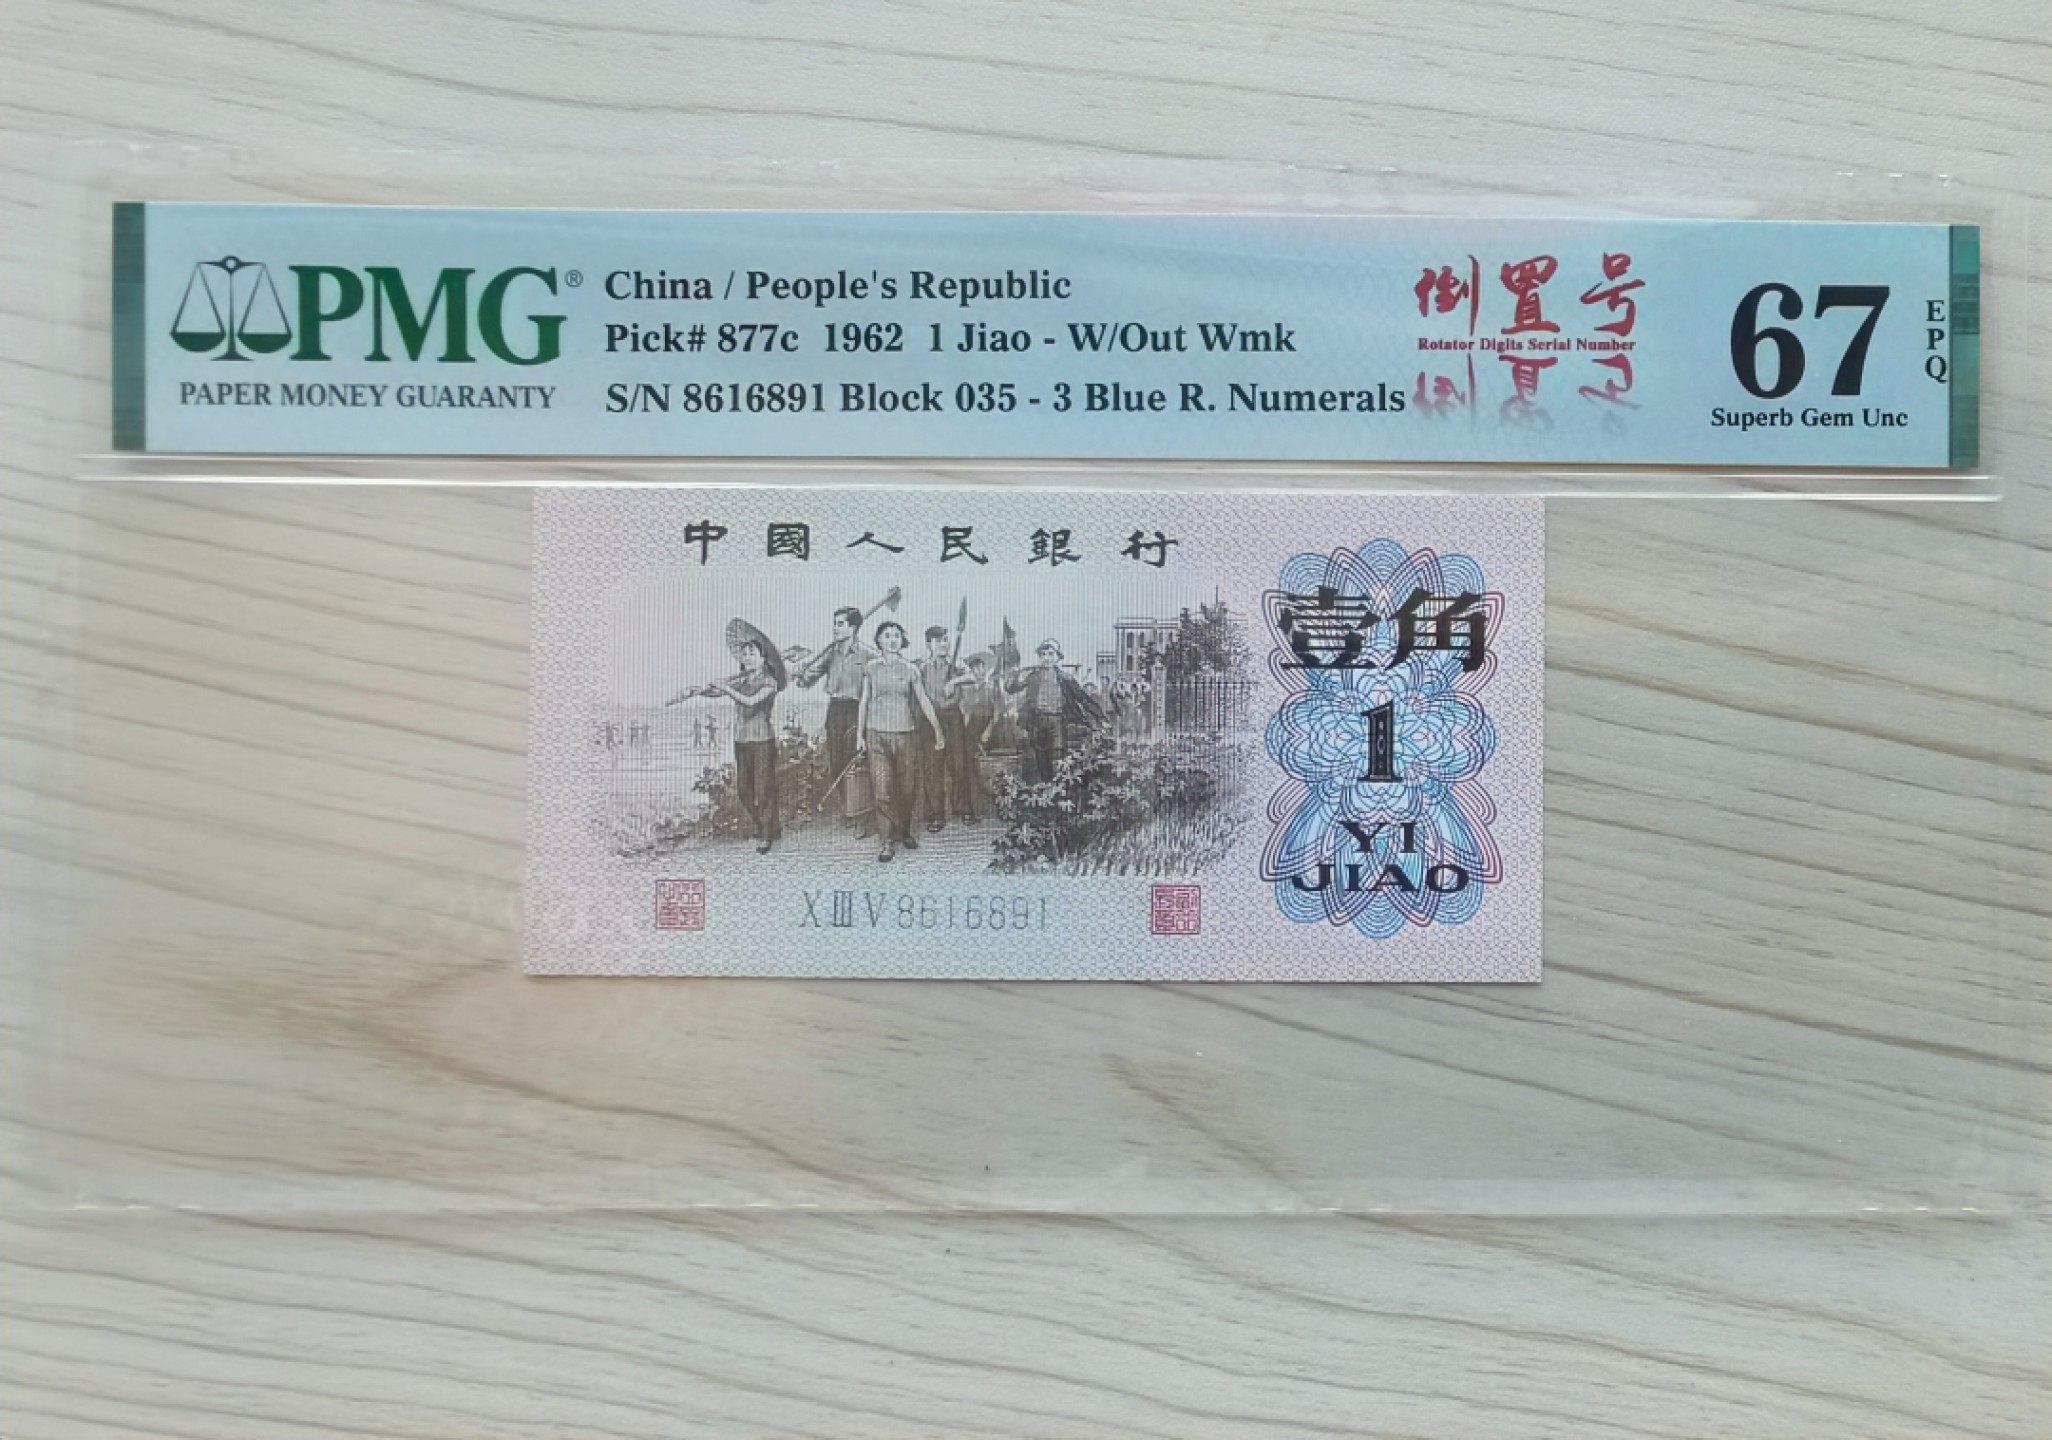 PMG®
PAPER MONEY GUARANTY
China / People's Republic
Pick# 877c 1962 1 Jiao - W/Out Wmk
S/N 8616891 Block 035 - 3 Blue R. Numerals
倒置号
Rotator Digits Serial Number
67
EPQ
Superb Gem Unc
中國人民銀行
壹角
1
YI
JIAO
XⅢV8616891